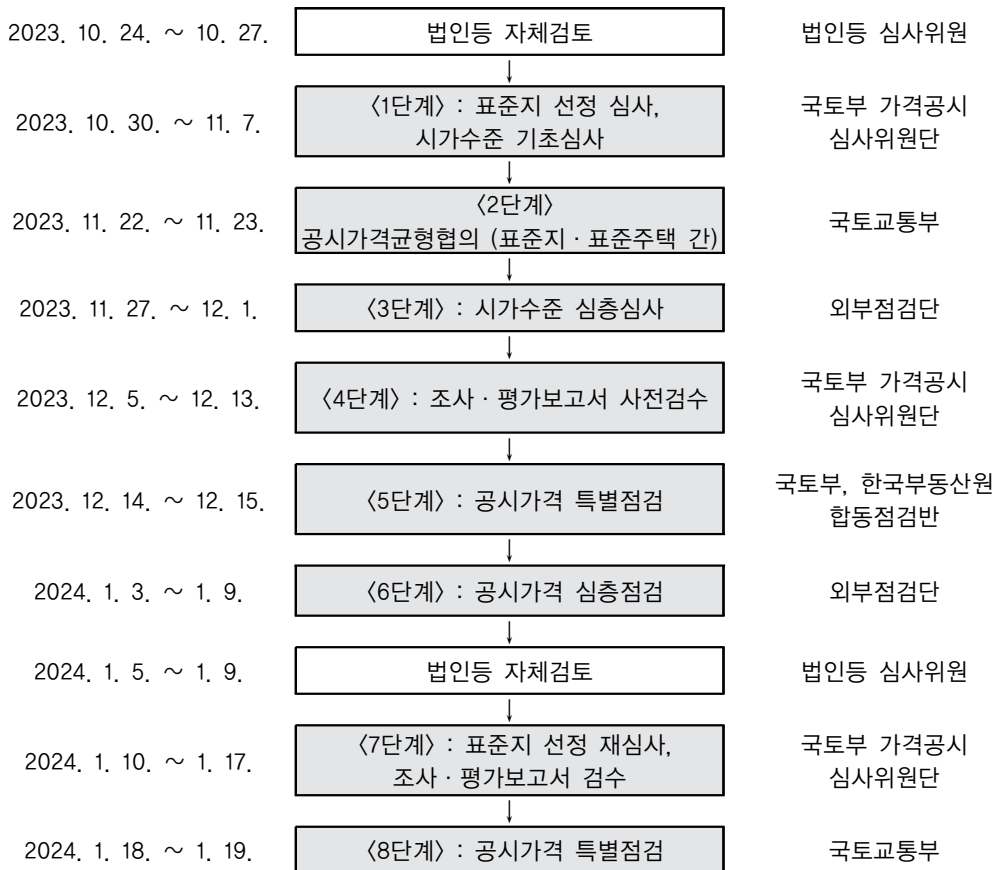 2023. 10. 24. ∼ 10. 27. 법인등 자체검토 법인등 심사위원
2023. 10. 30. ∼ 11. 7. 〈1단계〉 : 표준지 선정 심사, 시가수준 기초심사 국토부 가격공시 심사위원단
2023. 11. 22. ∼ 11. 23. 〈2단계〉 공시가격균형협의 (표준지 · 표준주택 간) 국토교통부
2023. 11. 27. ∼ 12. 1. 〈3단계〉 : 시가수준 심층심사 외부점검단
2023. 12. 5. ∼ 12. 13. 〈4단계〉 : 조사 · 평가보고서 사전검수 국토부 가격공시 심사위원단
2023. 12. 14. ∼ 12. 15. 〈5단계〉 : 공시가격 특별점검 국토부, 한국부동산원 합동점검반
2024. 1. 3. ∼ 1. 9. 〈6단계〉 : 공시가격 심층점검 외부점검단
2024. 1. 5. ∼ 1. 9. 법인등 자체검토 법인등 심사위원
2024. 1. 10. ∼ 1. 17. 〈7단계〉 : 표준지 선정 재심사, 조사 · 평가보고서 검수 국토부 가격공시 심사위원단
2024. 1. 18. ∼ 1. 19. 〈8단계〉 : 공시가격 특별점검 국토교통부